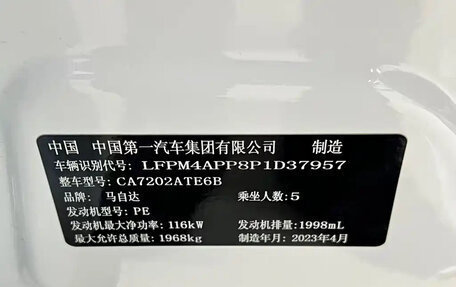 中国 中国第一汽车集团有限公司 制造
车辆识别代号: LFPM4APP8P1D37957
整车型号: CA7202ATE6B
品牌: 马自达 乘坐人数: 5
发动机型号: PE
发动机最大净功率: 116kW 发动机排量: 1998mL
最大允许总质量: 1968kg 制造年月: 2023年4月